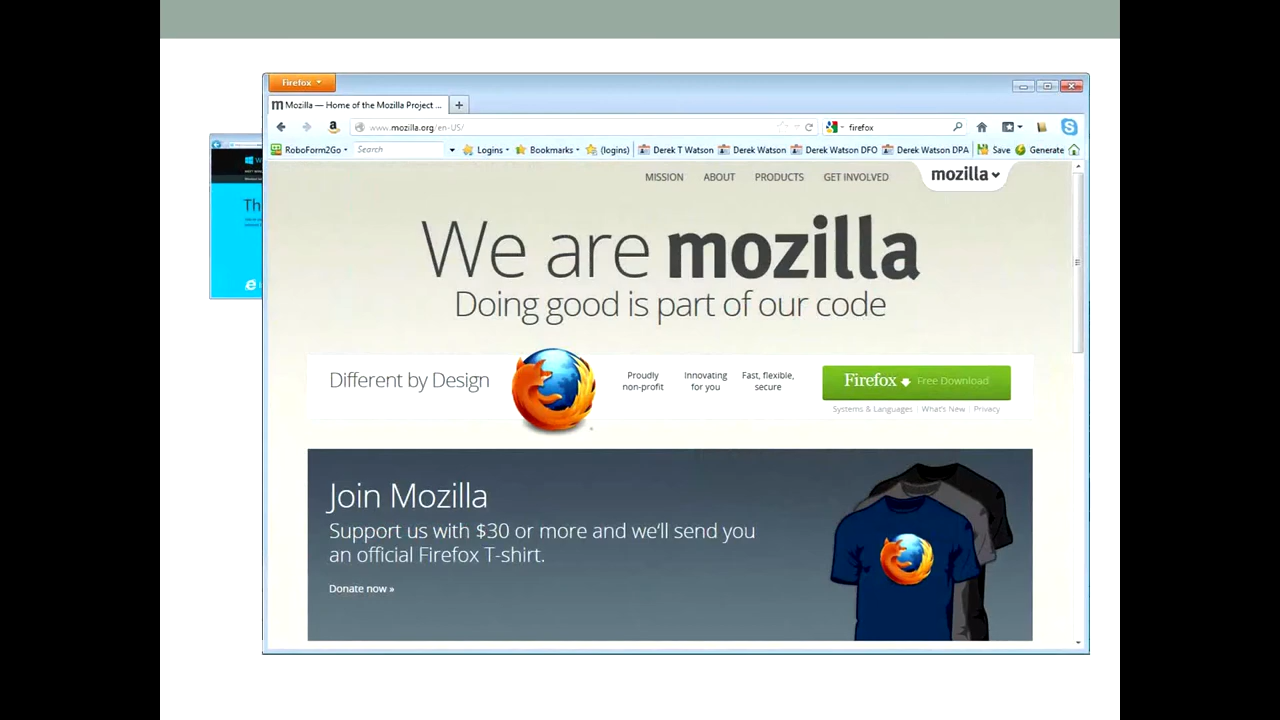 Firefox
Mozilla — Home of the Mozilla Project ...
www.mozilla.org/en-US/
firefox
RoboForm2Go
Search
Logins
Bookmarks
(logins)
Derek T Watson
Derek Watson
Derek Watson DFO
Derek Watson DPA
Save
Generate
MISSION
ABOUT
PRODUCTS
GET INVOLVED
mozilla
We are mozilla
Doing good is part of our code
Th
Different by Design
Proudly
non-profit
Innovating
for you
Fast, flexible,
secure
Firefox Free Download
Systems & Languages
What's New
Privacy
Join Mozilla
Support us with $30 or more and we'll send you
an official Firefox T-shirt.
Donate now »